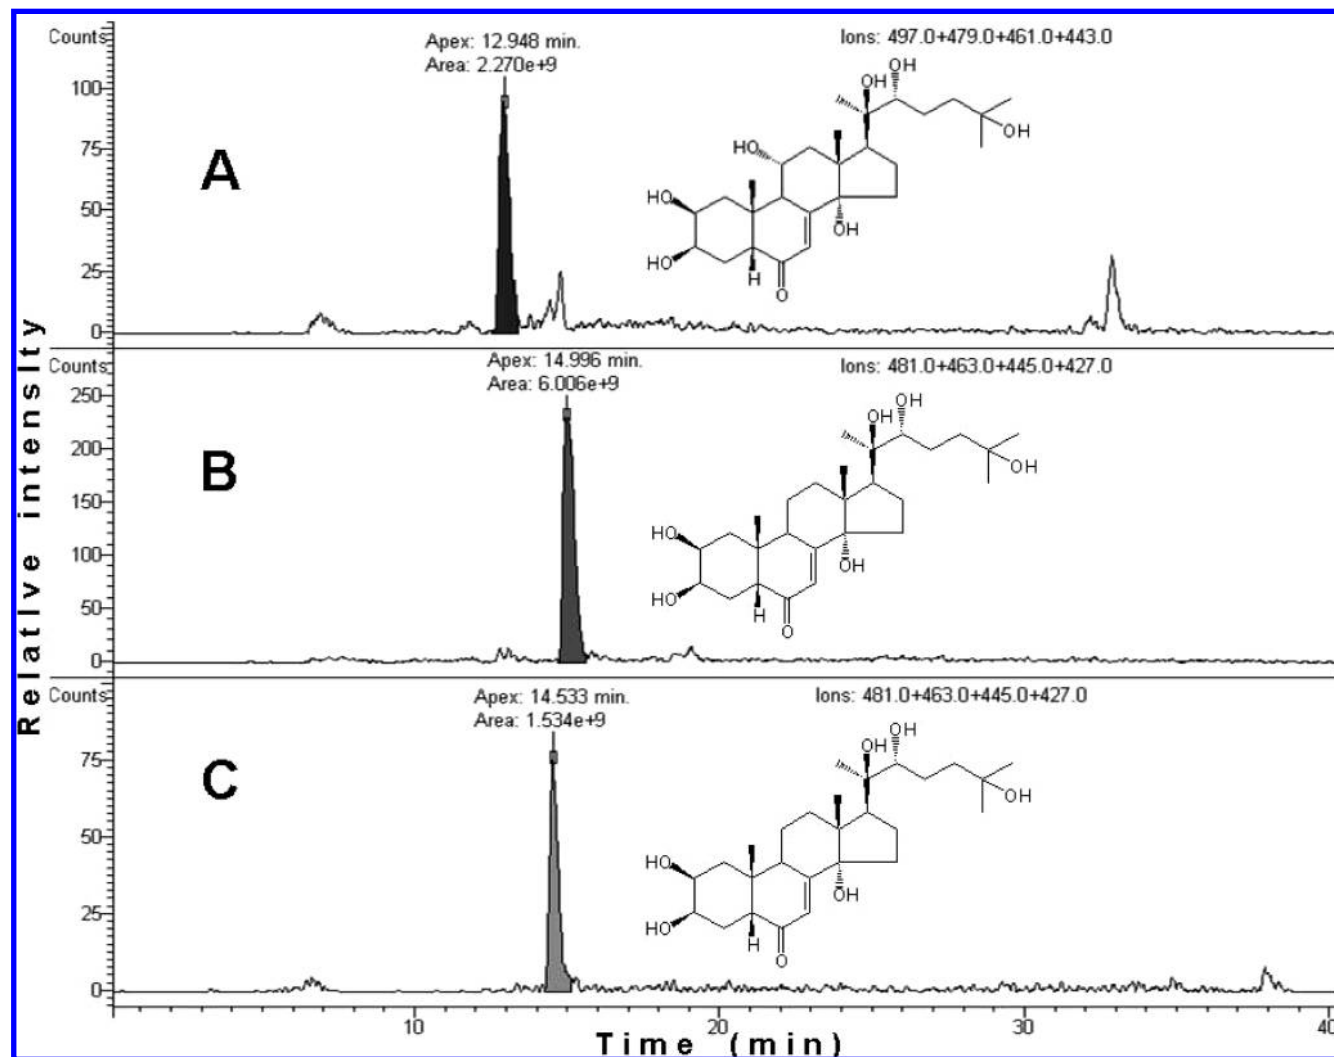 Counts
Apex: 12.948 min.
Area: 2.270e+9
Ions: 497.0+479.0+461.0+443.0
100
75
50
25
0
A
OH
OH
OH
HO
HO
HO
OH
H
O
Counts
Apex: 14.996 min.
Area: 6.006e+9
Ions: 481.0+463.0+445.0+427.0
250
200
150
100
50
0
B
OH
OH
OH
HO
HO
OH
H
O
Counts
Apex: 14.533 min.
Area: 1.534e+9
Ions: 481.0+463.0+445.0+427.0
75
50
25
0
C
OH
OH
OH
HO
HO
OH
H
O
Relative intensity
10
20
30
40
Time (min)